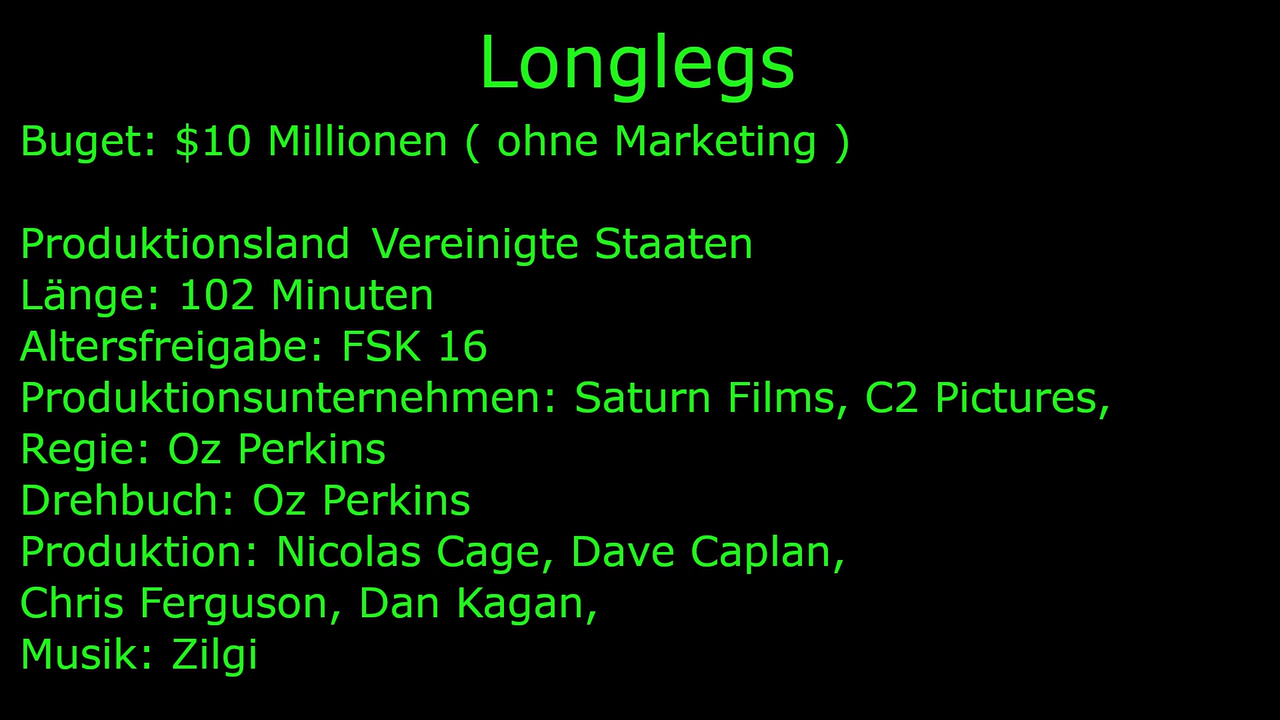 Longlegs
Buget: $10 Millionen ( ohne Marketing )
Produktionsland Vereinigte Staaten
Länge: 102 Minuten
Altersfreigabe: FSK 16
Produktionsunternehmen: Saturn Films, C2 Pictures,
Regie: Oz Perkins
Drehbuch: Oz Perkins
Produktion: Nicolas Cage, Dave Caplan,
Chris Ferguson, Dan Kagan,
Musik: Zilgi